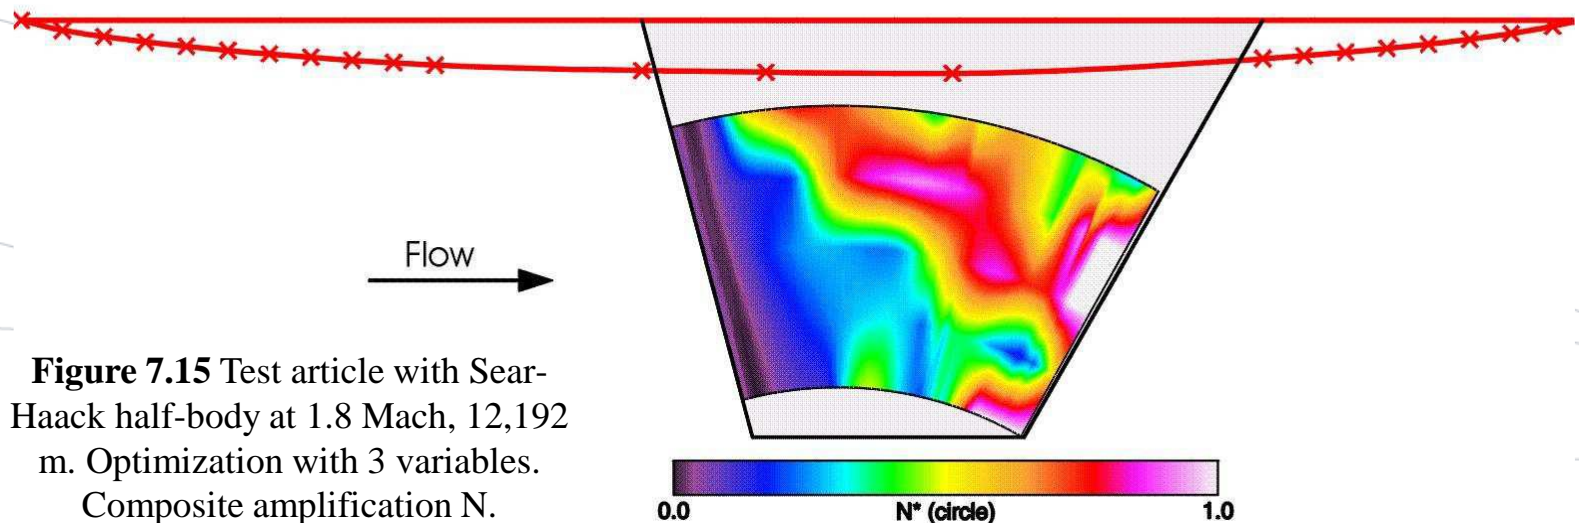 Flow
Figure 7.15 Test article with Sear-
Haack half-body at 1.8 Mach, 12,192
m. Optimization with 3 variables.
Composite amplification N.
0.0 N* (circle) 1.0